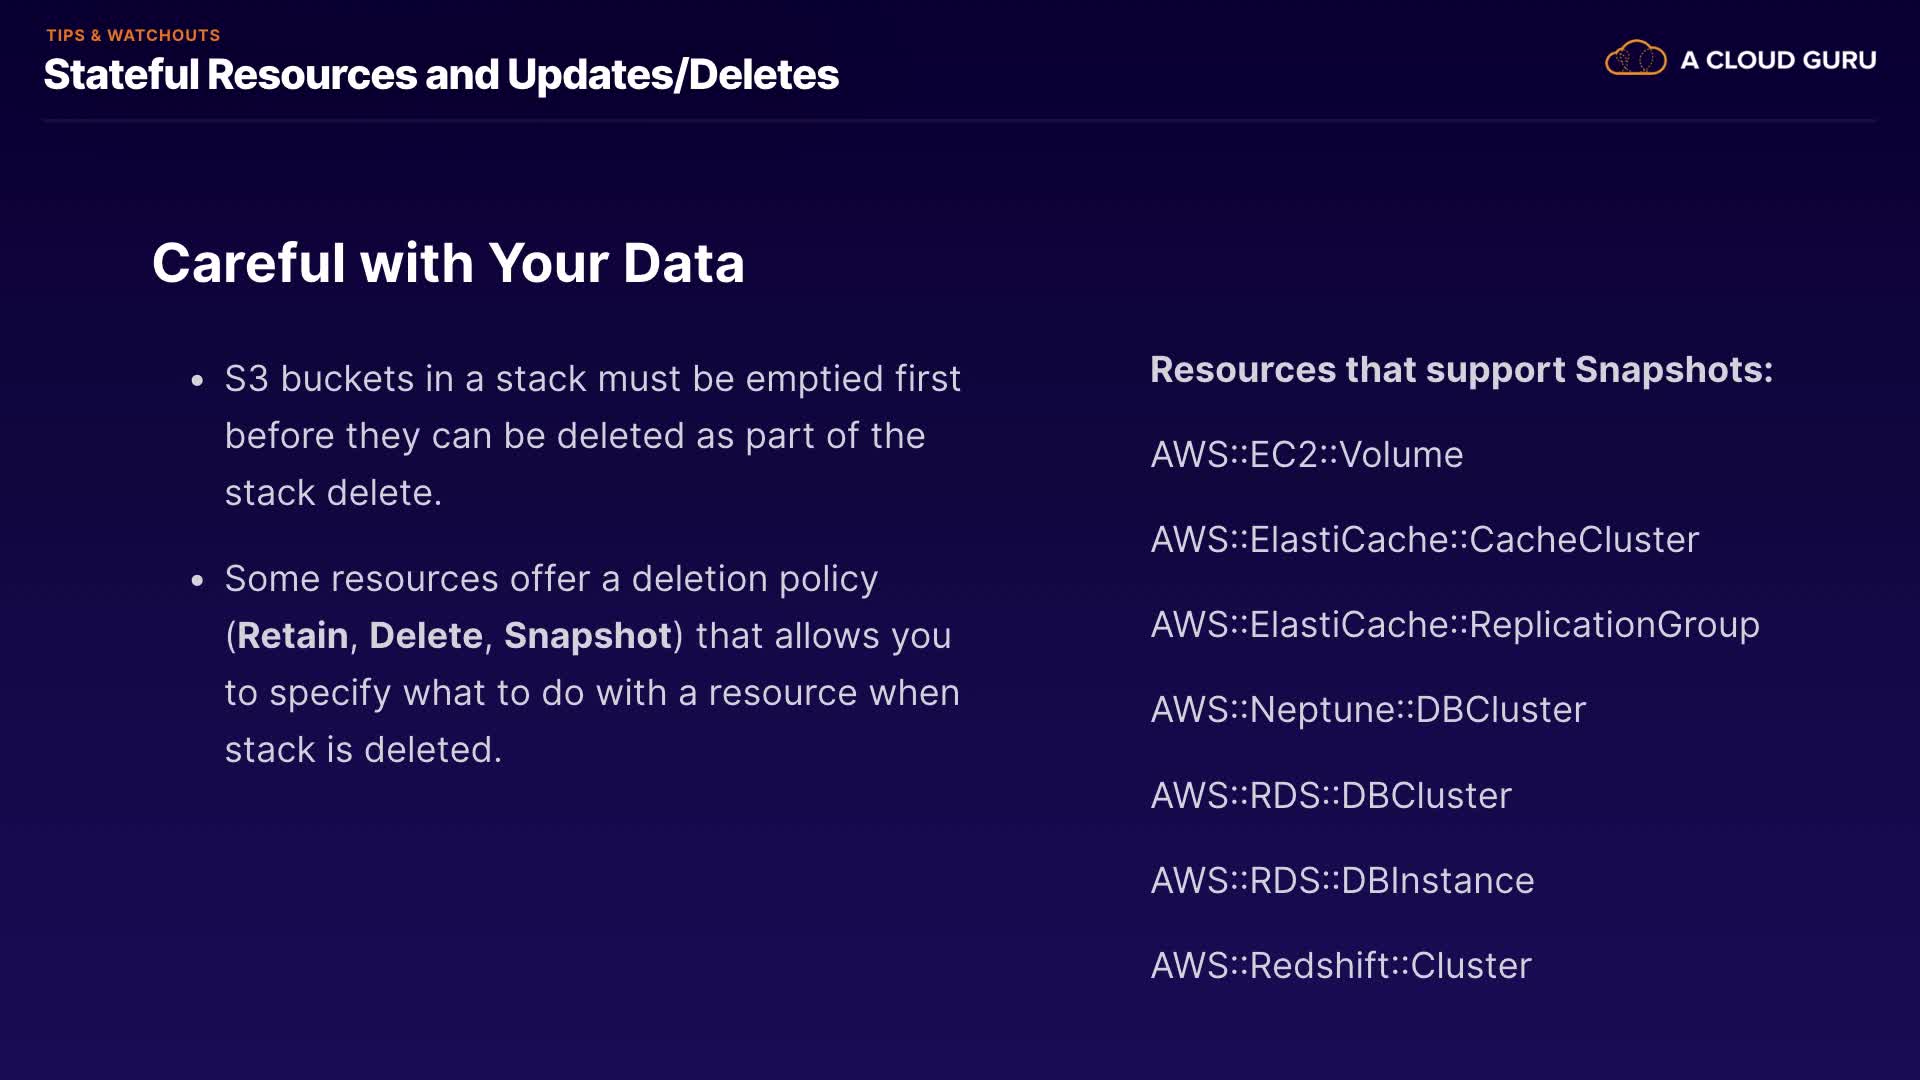 TIPS & WATCHOUTS
Stateful Resources and Updates/Deletes
A CLOUD GURU
Careful with Your Data
• S3 buckets in a stack must be emptied first
before they can be deleted as part of the
stack delete.
• Some resources offer a deletion policy
(Retain, Delete, Snapshot) that allows you
to specify what to do with a resource when
stack is deleted.
Resources that support Snapshots:
AWS::EC2::Volume
AWS::ElastiCache::CacheCluster
AWS::ElastiCache::ReplicationGroup
AWS::Neptune::DBCluster
AWS::RDS::DBCluster
AWS::RDS::DBInstance
AWS::Redshift::Cluster